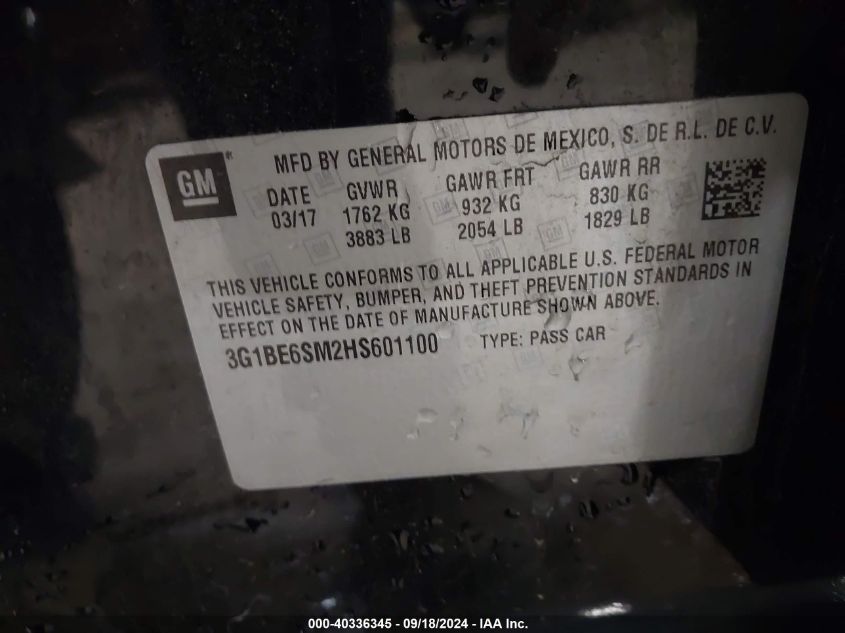 GM
MFD BY GENERAL MOTORS DE MEXICO, S. DE R.L. DE C.V.
DATE GVWR GAWR FRT GAWR RR
03/17 1762 KG 932 KG 830 KG
3883 LB 2054 LB 1829 LB
THIS VEHICLE CONFORMS TO ALL APPLICABLE U.S. FEDERAL MOTOR
VEHICLE SAFETY, BUMPER, AND THEFT PREVENTION STANDARDS IN
EFFECT ON THE DATE OF MANUFACTURE SHOWN ABOVE.
3G1BE6SM2HS601100 TYPE: PASS CAR
000-40336345 - 09/18/2024 - IAA Inc.